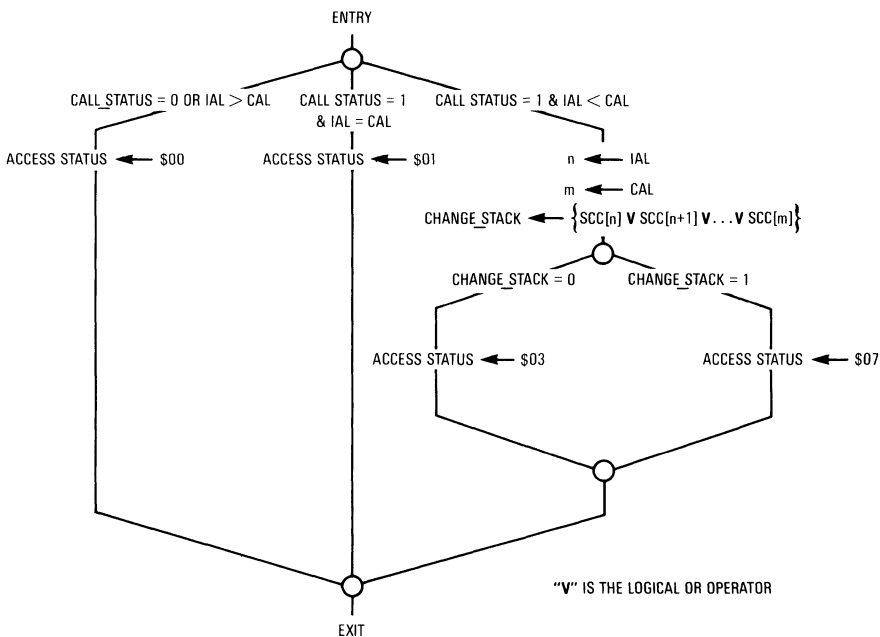 ENTRY
CALL_STATUS = 0 OR IAL > CAL
CALL STATUS = 1
& IAL = CAL
CALL STATUS = 1 & IAL < CAL
ACCESS STATUS ← $00
ACCESS STATUS ← $01
n ← IAL
m ← CAL
CHANGE_STACK ← {SCC[n] V SCC[n+1] V...V SCC[m]}
CHANGE_STACK = 0
CHANGE_STACK = 1
ACCESS STATUS ← $03
ACCESS STATUS ← $07
"V" IS THE LOGICAL OR OPERATOR
EXIT